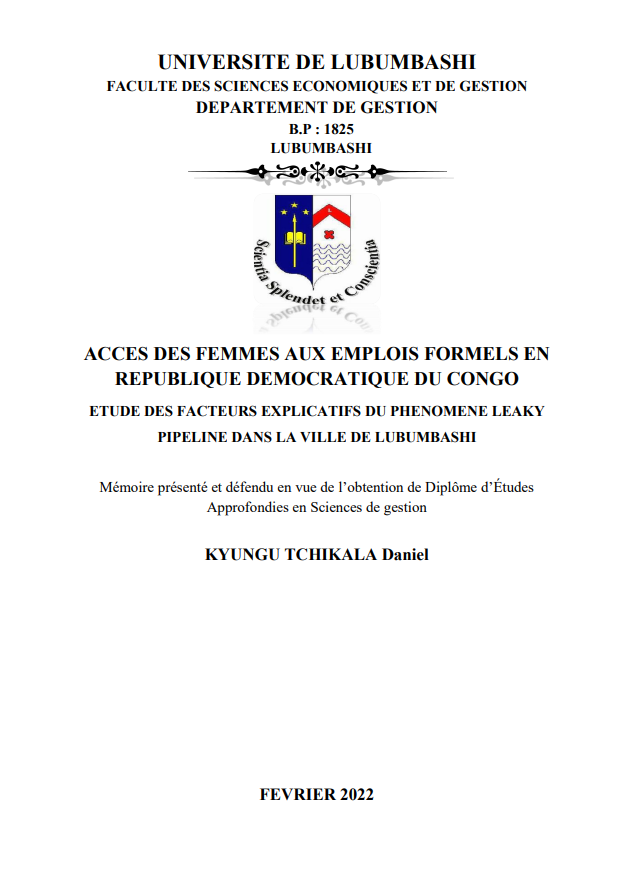 UNIVERSITE DE LUBUMBASHI
FACULTE DES SCIENCES ECONOMIQUES ET DE GESTION
DEPARTEMENT DE GESTION
B.P : 1825
LUBUMBASHI
L
Scientia Splendet et Conscientia
ACCES DES FEMMES AUX EMPLOIS FORMELS EN
REPUBLIQUE DEMOCRATIQUE DU CONGO
ETUDE DES FACTEURS EXPLICATIFS DU PHENOMENE LEAKY
PIPELINE DANS LA VILLE DE LUBUMBASHI
Mémoire présenté et défendu en vue de l’obtention de Diplôme d’Études
Approfondies en Sciences de gestion
KYUNGU TCHIKALA Daniel
FEVRIER 2022